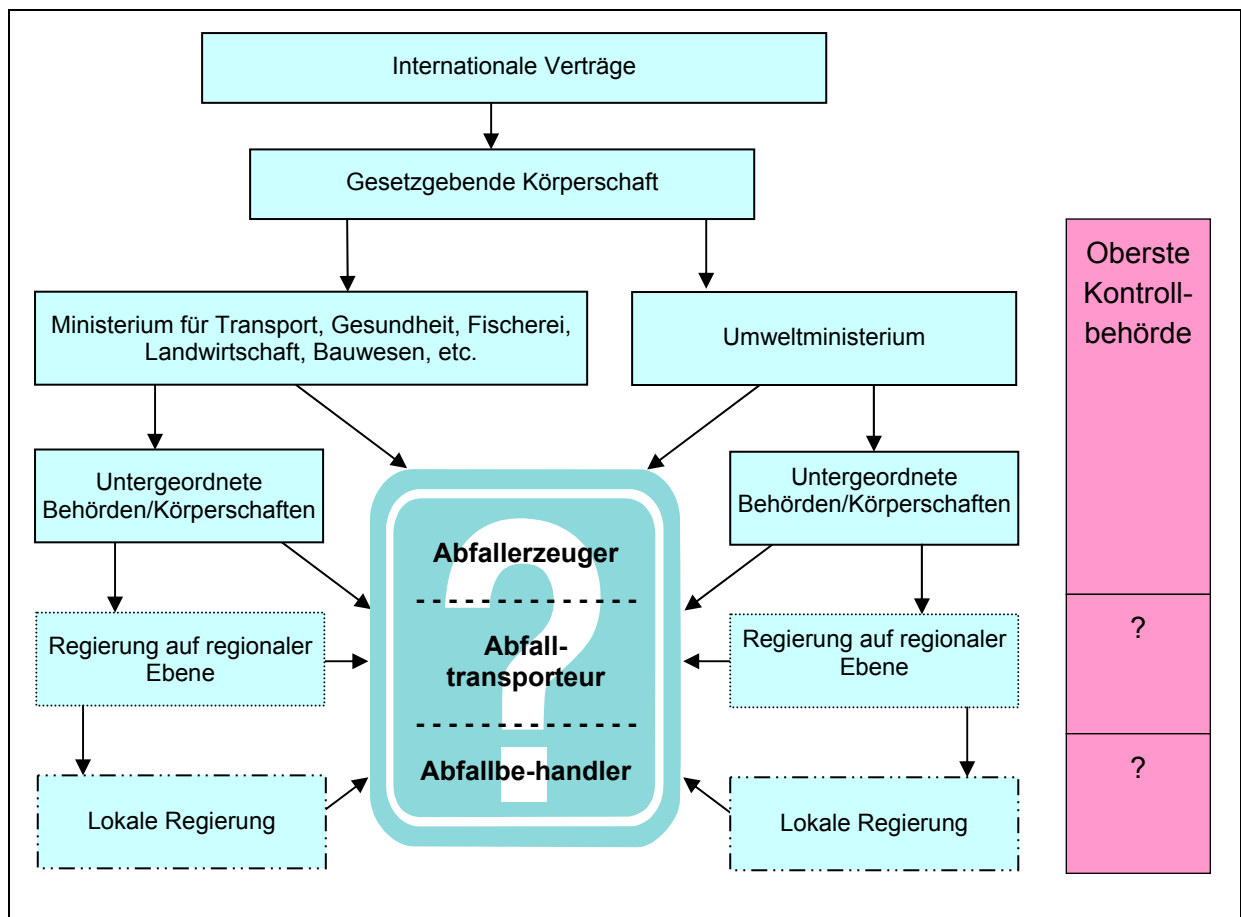 Internationale Verträge
Gesetzgebende Körperschaft
Oberste
Kontroll-
behörde
Ministerium für Transport, Gesundheit, Fischerei,
Landwirtschaft, Bauwesen, etc.
Umweltministerium
Untergeordnete
Behörden/Körperschaften
Untergeordnete
Behörden/Körperschaften
?
Abfallerzeuger
- - - - - - - - - - - - - -
Abfall-
transporteur
- - - - - - - - - - - - - -
Abfallbe-handler
Regierung auf regionaler
Ebene
Regierung auf regionaler
Ebene
?
Lokale Regierung
Lokale Regierung
?